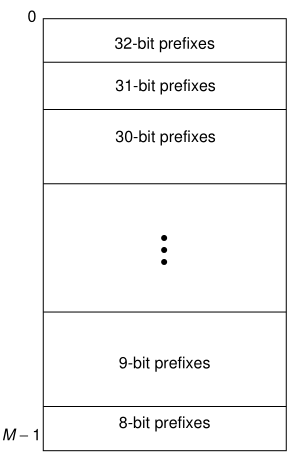 0
32-bit prefixes
31-bit prefixes
30-bit prefixes
9-bit prefixes
8-bit prefixes
M – 1